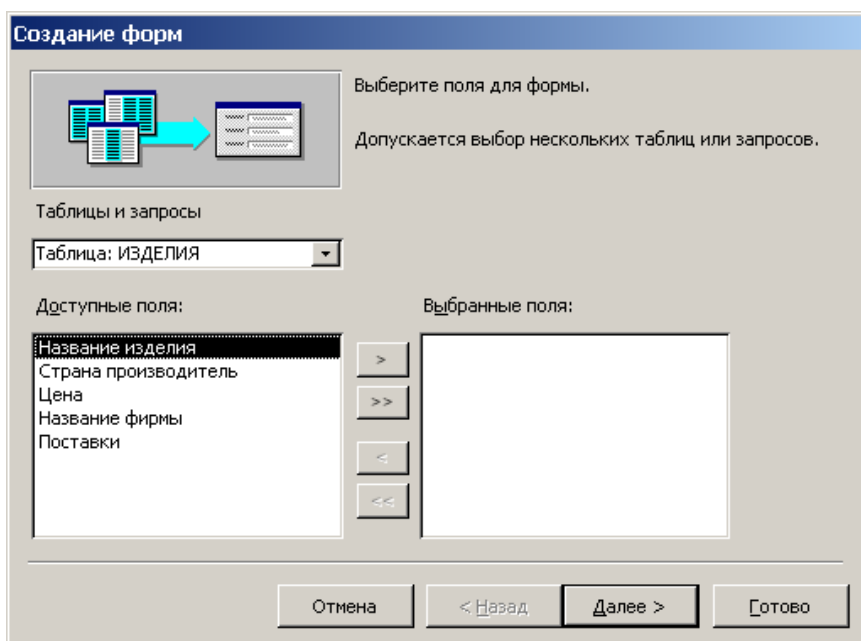 Создание форм
Выберите поля для формы.
Допускается выбор нескольких таблиц или запросов.
Таблицы и запросы
Таблица: ИЗДЕЛИЯ
Доступные поля:
Выбранные поля:
Название изделия
Страна производитель
Цена
Название фирмы
Поставки
>
>>
<
<<
Отмена
< Назад
Далее >
Готово